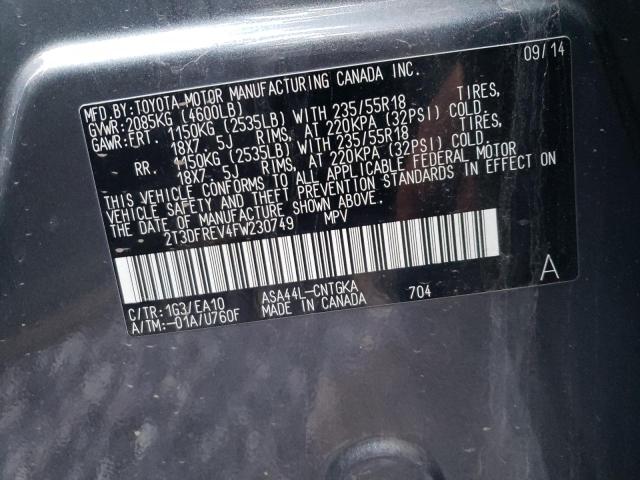 MFD.BY:TOYOTA MOTOR MANUFACTURING CANADA INC. 09/14
GVWR:2085KG (4600LB)
GAWR:FRT. 1150KG (2535LB) WITH 235/55R18 TIRES,
18X7. 5J RIMS, AT 220KPA (32PSI) COLD.
RR. 1150KG (2535LB) WITH 235/55R18 TIRES,
18X7. 5J RIMS, AT 220KPA (32PSI) COLD.
THIS VEHICLE CONFORMS TO ALL APPLICABLE FEDERAL MOTOR
VEHICLE SAFETY AND THEFT PREVENTION STANDARDS IN EFFECT ON
THE DATE OF MANUFACTURE SHOWN ABOVE.
2T3DFREV4FW230749 MPV
C/TR:1G3/EA10 ASA44L-CNTGKA 704 A
A/TM:-01A/U760F MADE IN CANADA